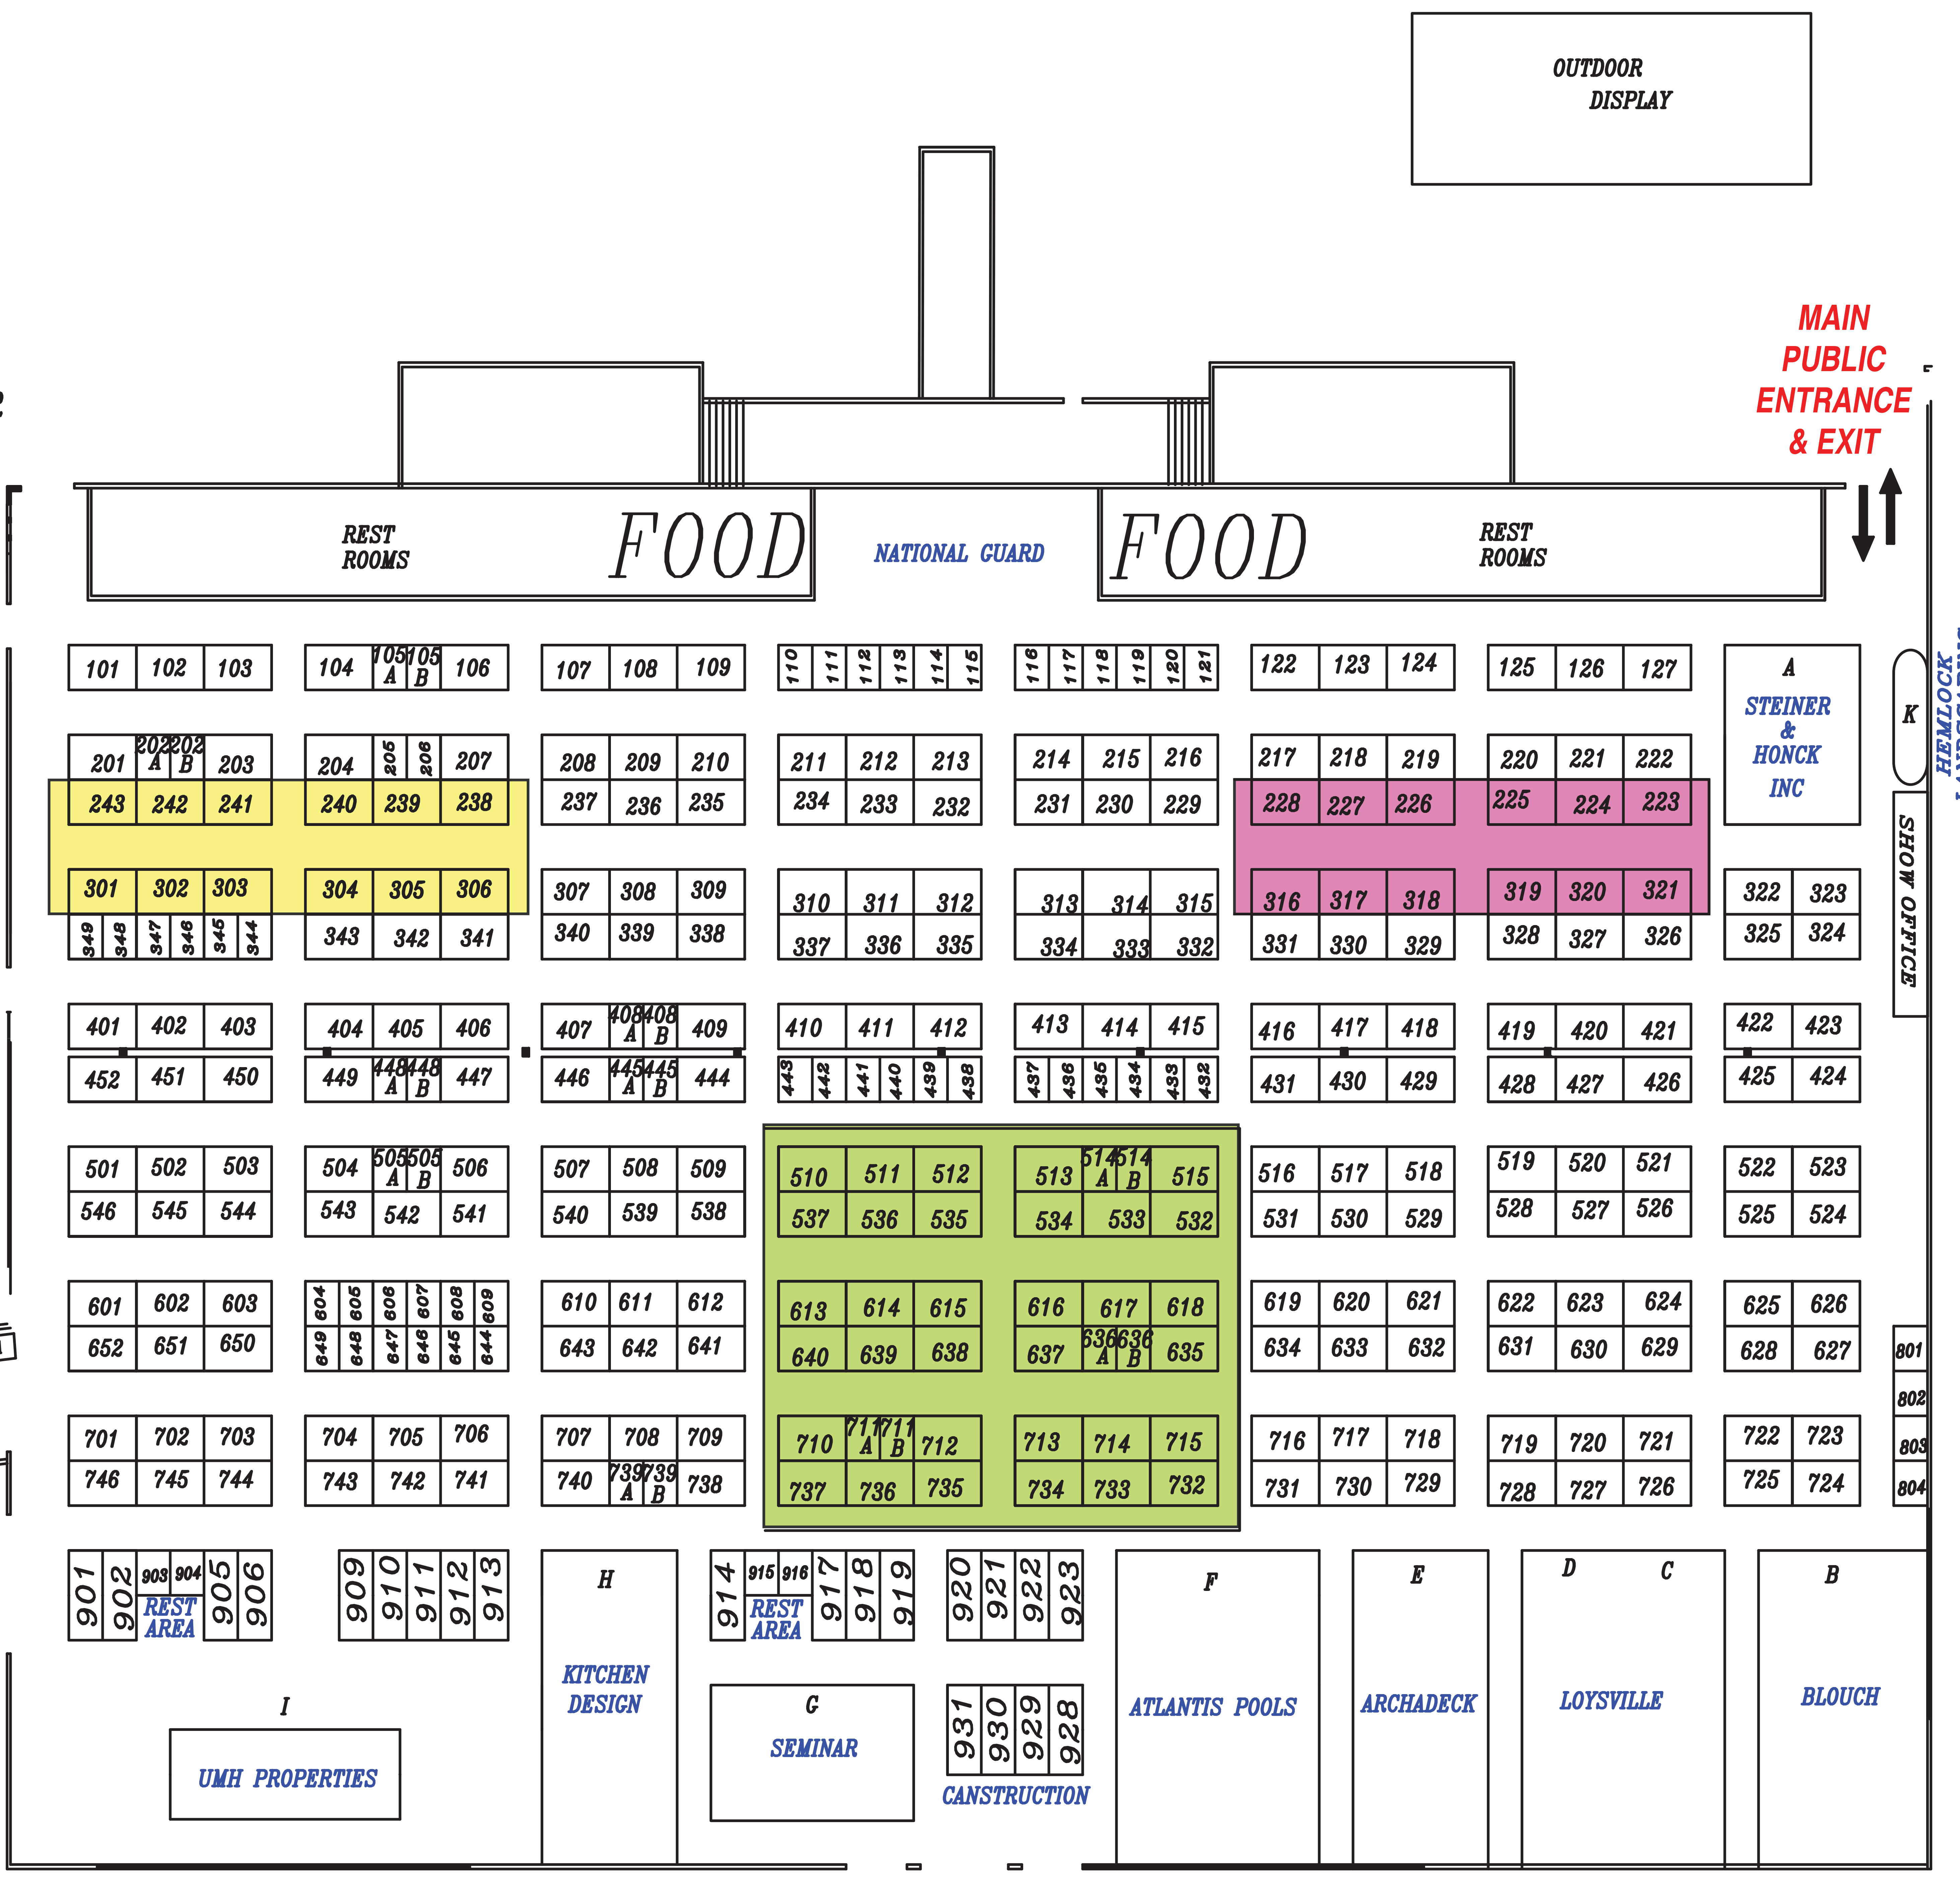 OUTDOOR
DISPLAY
MAIN
PUBLIC
ENTRANCE
& EXIT
REST
ROOMS
FOOD
NATIONAL GUARD
FOOD
REST
ROOMS
101 102 103 104 105 A 105 B 106 107 108 109 110 111 112 113 114 115 116 117 118 119 120 121 122 123 124 125 126 127
A
STEINER
&
HONCK
INC
K
HEMLOCK
SHOW OFFICE
201 202 A 202 B 203 204 205 206 207 208 209 210 211 212 213 214 215 216 217 218 219 220 221 222
243 242 241 240 239 238 237 236 235 234 233 232 231 230 229 228 227 226 225 224 223
301 302 303 304 305 306 307 308 309 310 311 312 313 314 315 316 317 318 319 320 321 322 323
349 348 347 346 345 344 343 342 341 340 339 338 337 336 335 334 333 332 331 330 329 328 327 326 325 324
401 402 403 404 405 406 407 408 A 408 B 409 410 411 412 413 414 415 416 417 418 419 420 421 422 423
452 451 450 449 448 A 448 B 447 446 445 A 445 B 444 443 442 441 440 439 438 437 436 435 434 433 432 431 430 429 428 427 426 425 424
501 502 503 504 505 A 505 B 506 507 508 509 510 511 512 513 514 A 514 B 515 516 517 518 519 520 521 522 523
546 545 544 543 542 541 540 539 538 537 536 535 534 533 532 531 530 529 528 527 526 525 524
601 602 603 604 605 606 607 608 609 610 611 612 613 614 615 616 617 618 619 620 621 622 623 624 625 626
652 651 650 649 648 647 646 645 644 643 642 641 640 639 638 637 636 A 636 B 635 634 633 632 631 630 629 628 627 801
802
701 702 703 704 705 706 707 708 709 710 711 A 711 B 712 713 714 715 716 717 718 719 720 721 722 723 803
746 745 744 743 742 741 740 739 A 739 B 738 737 736 735 734 733 732 731 730 729 728 727 726 725 724 804
901 902 903 904 905 906 909 910 911 912 913 H 914 915 916 917 918 919 920 921 922 923 F E D C B
REST
AREA
REST
AREA
KITCHEN
DESIGN
I
UMH PROPERTIES
G
SEMINAR
931 930 929 928
CANSTRUCTION
ATLANTIS POOLS
ARCHADECK
LOYSVILLE
BLOUCH